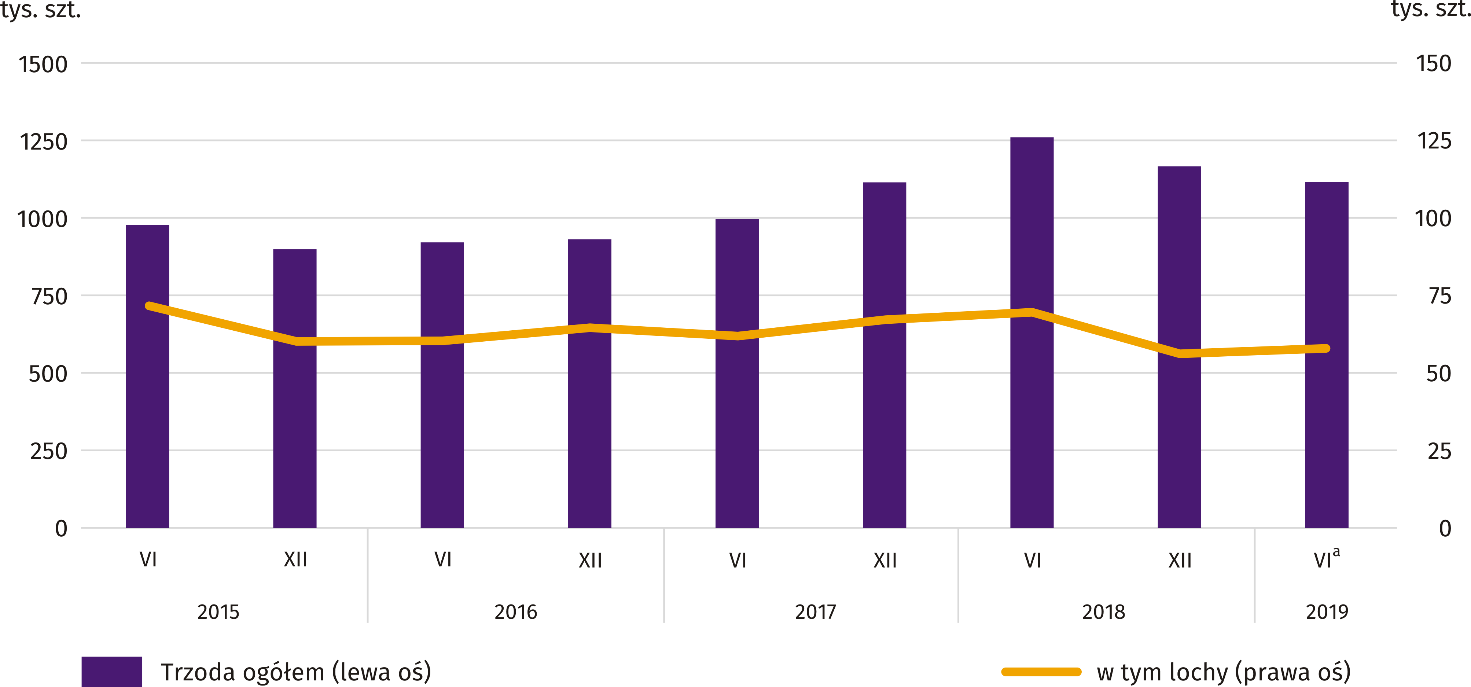 tys. szt. tys. szt.
1500 150
1250 125
1000 100
750 75
500 50
250 25
0 0
VI XII VI XII VI XII VI XII VIᵃ
2015 2016 2017 2018 2019
Trzoda ogółem (lewa oś) w tym lochy (prawa oś)